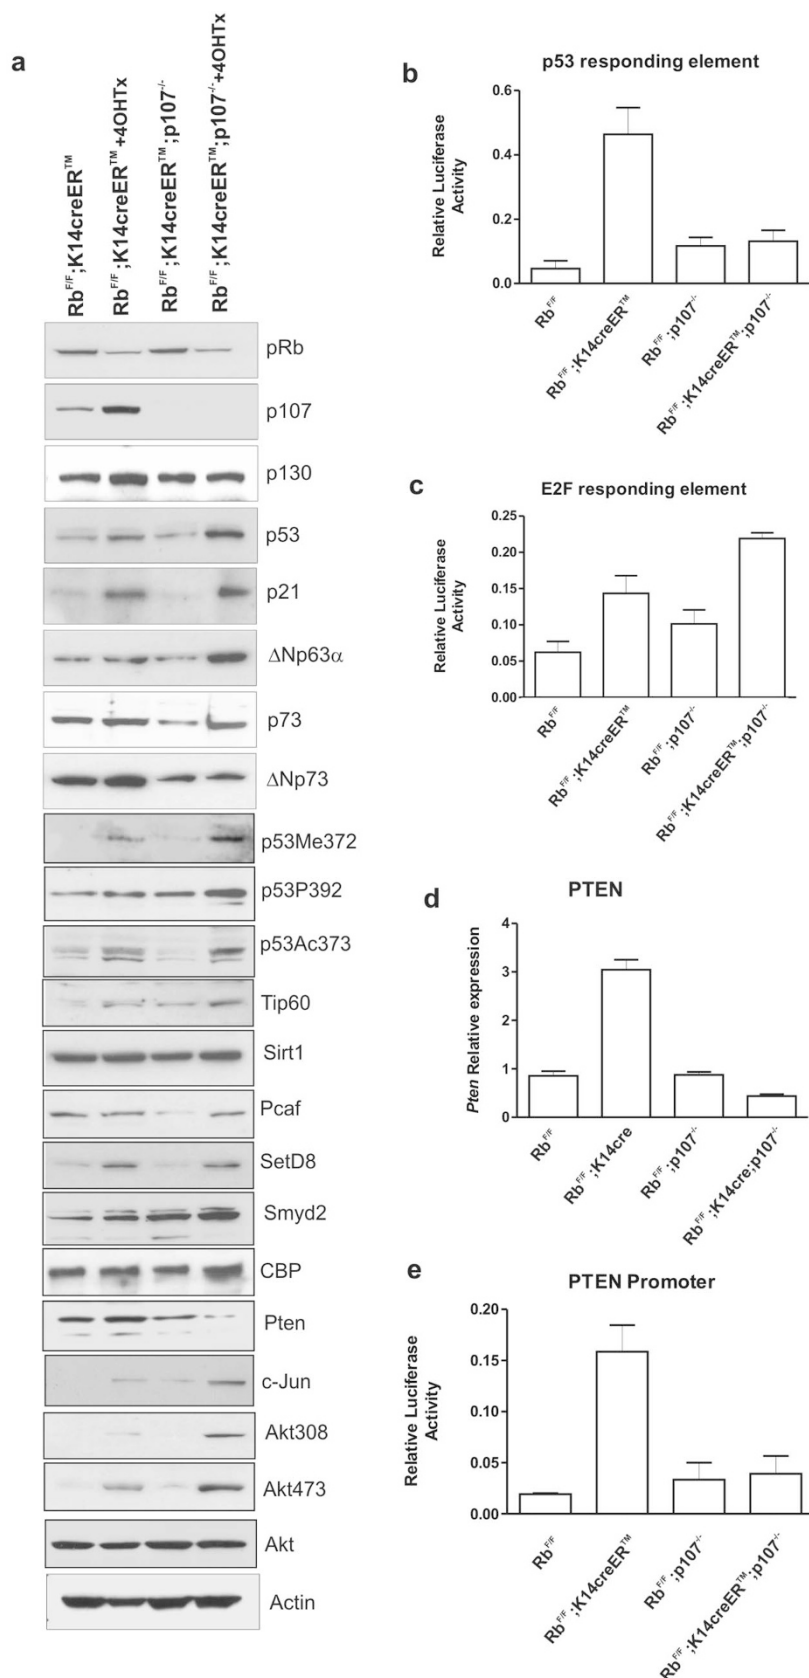 a
Rb^F/F;K14creER^TM
Rb^F/F;K14creER^TM+4OHTx
Rb^F/F;K14creER^TM;p107^-/-
Rb^F/F;K14creER^TM;p107^-/-+4OHTx
pRb
p107
p130
p53
p21
ΔNp63α
p73
ΔNp73
p53Me372
p53P392
p53Ac373
Tip60
Sirt1
Pcaf
SetD8
Smyd2
CBP
Pten
c-Jun
Akt308
Akt473
Akt
Actin
b
p53 responding element
Relative Luciferase
Activity
0.6
0.4
0.2
0.0
Rb^F/F
Rb^F/F;K14creER^TM
Rb^F/F;p107^-/-
Rb^F/F;K14creER^TM;p107^-/-
c
E2F responding element
Relative Luciferase
Activity
0.25
0.20
0.15
0.10
0.05
0.00
Rb^F/F
Rb^F/F;K14creER^TM
Rb^F/F;p107^-/-
Rb^F/F;K14creER^TM;p107^-/-
d
PTEN
Pten Relative expression
4
3
2
1
0
Rb^F/F
Rb^F/F;K14cre
Rb^F/F;p107^-/-
Rb^F/F;K14cre;p107^-/-
e
PTEN Promoter
Relative Luciferase
Activity
0.20
0.15
0.10
0.05
0.00
Rb^F/F
Rb^F/F;K14creER^TM
Rb^F/F;p107^-/-
Rb^F/F;K14creER^TM;p107^-/-